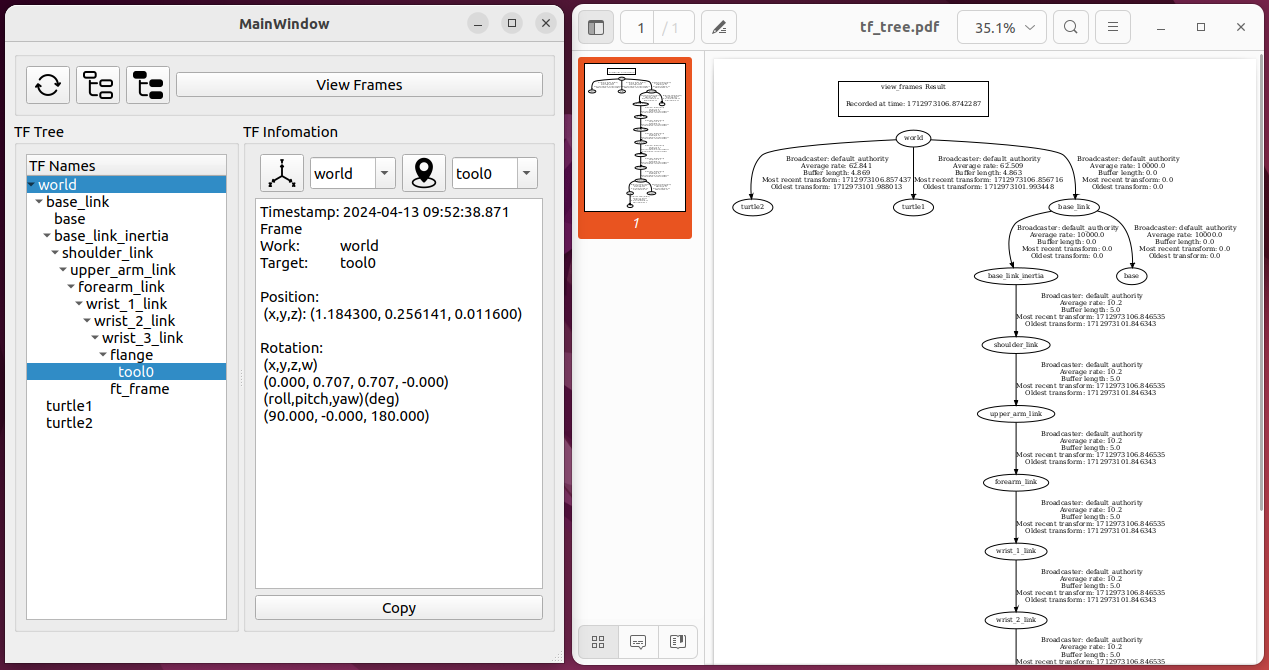 MainWindow
View Frames
TF Tree
TF Infomation
TF Names
world
base_link
base
base_link_inertia
shoulder_link
upper_arm_link
forearm_link
wrist_1_link
wrist_2_link
wrist_3_link
flange
tool0
ft_frame
turtle1
turtle2
world
tool0
Timestamp: 2024-04-13 09:52:38.871
Frame
Work: world
Target: tool0
Position:
(x,y,z): (1.184300, 0.256141, 0.011600)
Rotation:
(x,y,z,w)
(0.000, 0.707, 0.707, -0.000)
(roll,pitch,yaw)(deg)
(90.000, -0.000, 180.000)
Copy
1 / 1
tf_tree.pdf
35.1%
1
view_frames Result
Recorded at time: 1712973106.8742287
world
Broadcaster: default_authority
Average rate: 62.841
Buffer length: 4.869
Most recent transform: 1712973106.857437
Oldest transform: 1712973101.988013
Broadcaster: default_authority
Average rate: 62.509
Buffer length: 4.863
Most recent transform: 1712973106.856716
Oldest transform: 1712973101.993448
Broadcaster: default_authority
Average rate: 10000.0
Buffer length: 0.0
Most recent transform: 0.0
Oldest transform: 0.0
turtle2
turtle1
base_link
Broadcaster: default_authority
Average rate: 10000.0
Buffer length: 0.0
Most recent transform: 0.0
Oldest transform: 0.0
Broadcaster: default_authority
Average rate: 10000.0
Buffer length: 0.0
Most recent transform: 0.0
Oldest transform: 0.0
base_link_inertia
base
Broadcaster: default_authority
Average rate: 10.2
Buffer length: 5.0
Most recent transform: 1712973106.846535
Oldest transform: 1712973101.846343
shoulder_link
Broadcaster: default_authority
Average rate: 10.2
Buffer length: 5.0
Most recent transform: 1712973106.846535
Oldest transform: 1712973101.846343
upper_arm_link
Broadcaster: default_authority
Average rate: 10.2
Buffer length: 5.0
Most recent transform: 1712973106.846535
Oldest transform: 1712973101.846343
forearm_link
Broadcaster: default_authority
Average rate: 10.2
Buffer length: 5.0
Most recent transform: 1712973106.846535
Oldest transform: 1712973101.846343
wrist_1_link
Broadcaster: default_authority
Average rate: 10.2
Buffer length: 5.0
Most recent transform: 1712973106.846535
Oldest transform: 1712973101.846343
wrist_2_link
Broadcaster: default_authority
Average rate: 10.2
Buffer length: 5.0
Most recent transform: 1712973106.846535